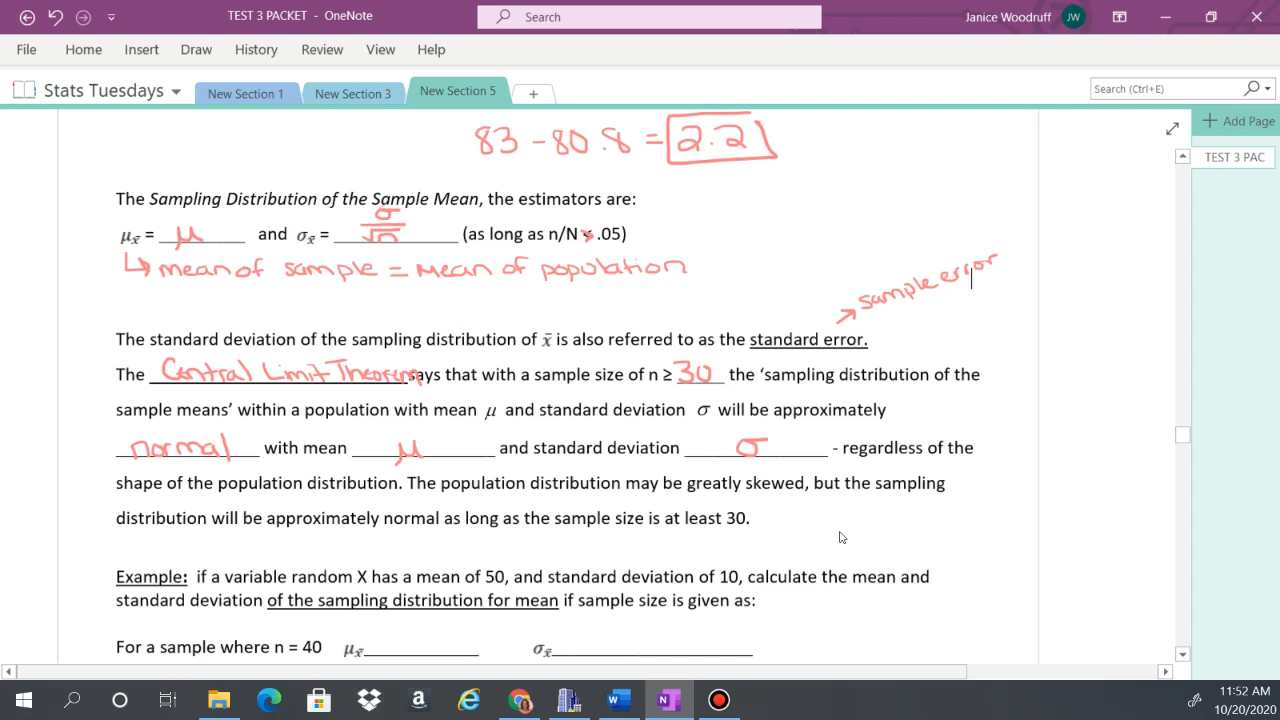 TEST 3 PACKET - OneNote
Search
Janice Woodruff
JW
File Home Insert Draw History Review View Help
Stats Tuesdays
New Section 1
New Section 3
New Section 5
+
Search (Ctrl+E)
+ Add Page
TEST 3 PAC
83 - 80.8 = 2.2
The Sampling Distribution of the Sample Mean, the estimators are:
μx̄ = μ and σx̄ = σ/√n (as long as n/N < .05)
↳ mean of sample = mean of population
→ sample error
The standard deviation of the sampling distribution of x̄ is also referred to as the standard error.
The Central Limit Theorem says that with a sample size of n ≥ 30 the ‘sampling distribution of the
sample means’ within a population with mean μ and standard deviation σ will be approximately
normal with mean μ and standard deviation σ - regardless of the
shape of the population distribution. The population distribution may be greatly skewed, but the sampling
distribution will be approximately normal as long as the sample size is at least 30.
Example: if a variable random X has a mean of 50, and standard deviation of 10, calculate the mean and
standard deviation of the sampling distribution for mean if sample size is given as:
For a sample where n = 40 μx̄__________ σx̄__________
11:52 AM
10/20/2020